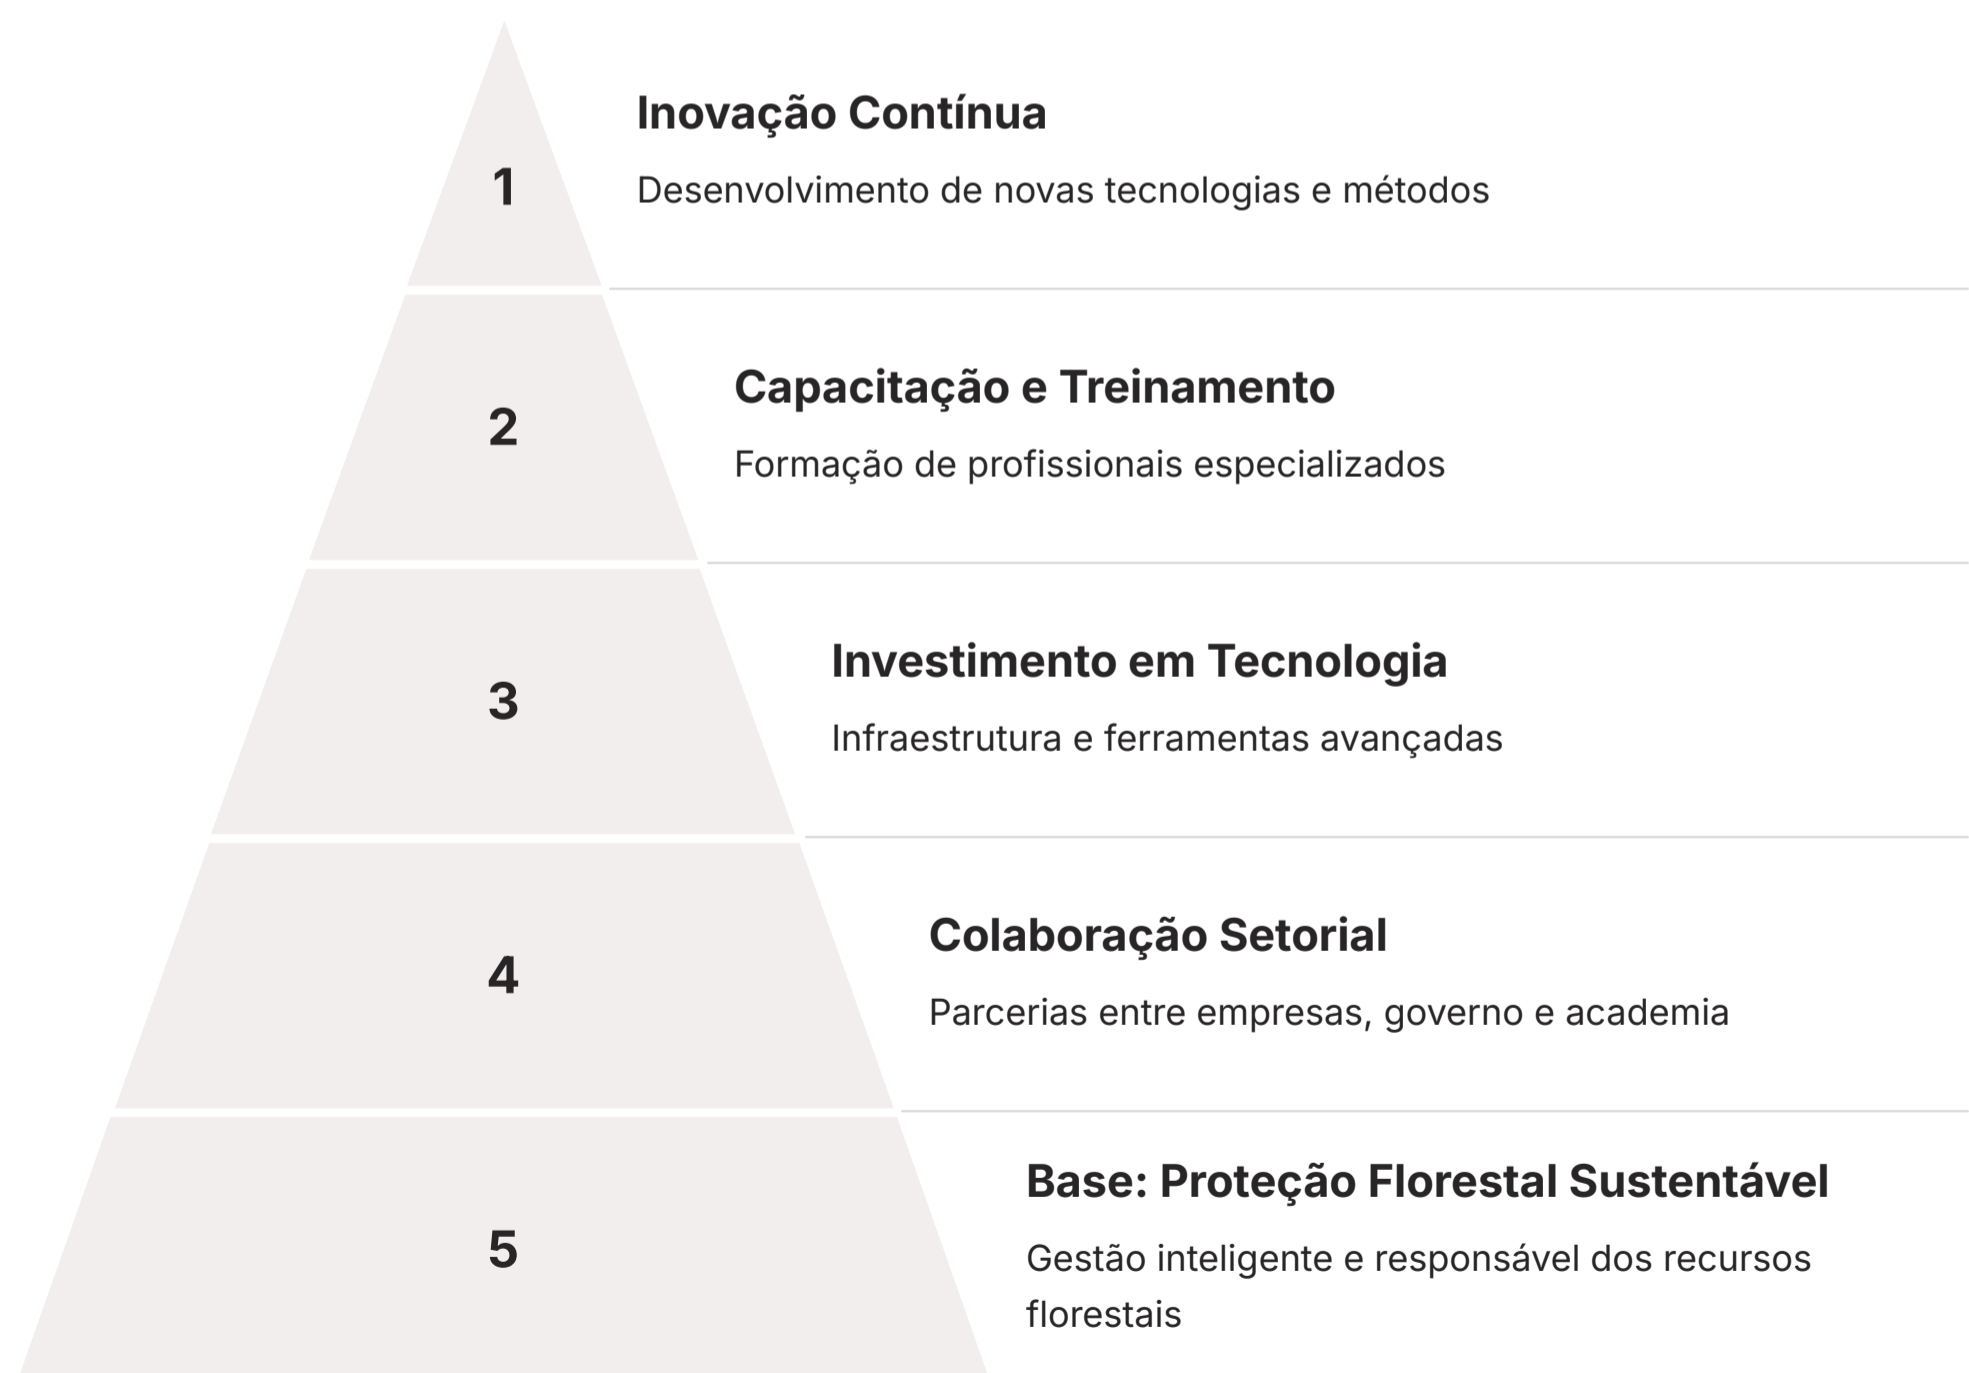 1
Inovação Contínua
Desenvolvimento de novas tecnologias e métodos
2
Capacitação e Treinamento
Formação de profissionais especializados
3
Investimento em Tecnologia
Infraestrutura e ferramentas avançadas
4
Colaboração Setorial
Parcerias entre empresas, governo e academia
5
Base: Proteção Florestal Sustentável
Gestão inteligente e responsável dos recursos
florestais